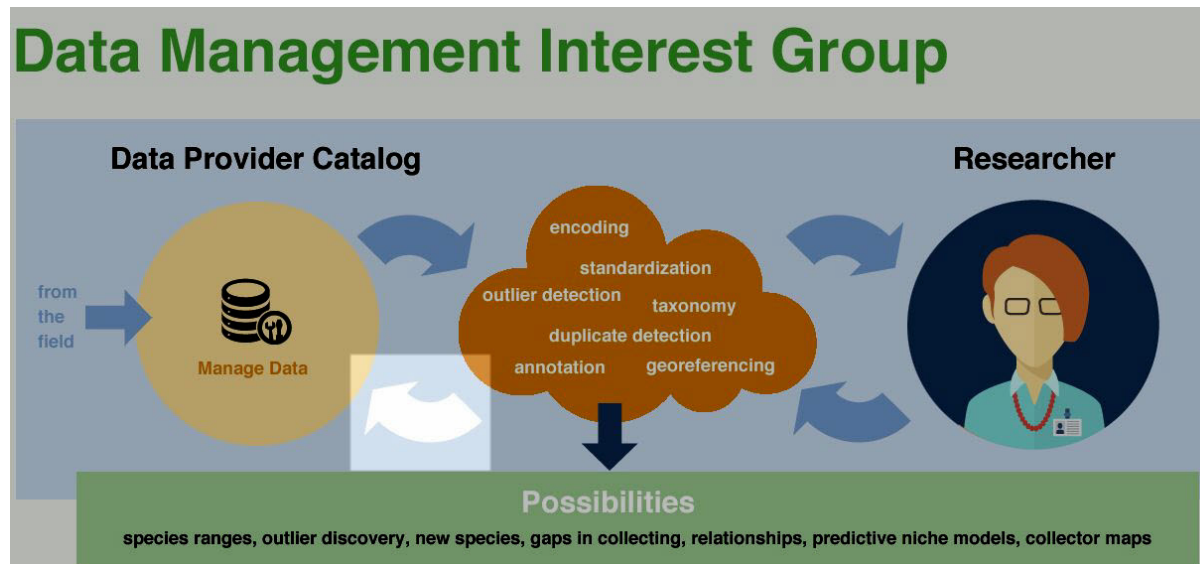 Data Management Interest Group
Data Provider Catalog
Researcher
from
the
field
Manage Data
encoding
standardization
outlier detection
taxonomy
duplicate detection
annotation
georeferencing
Possibilities
species ranges, outlier discovery, new species, gaps in collecting, relationships, predictive niche models, collector maps